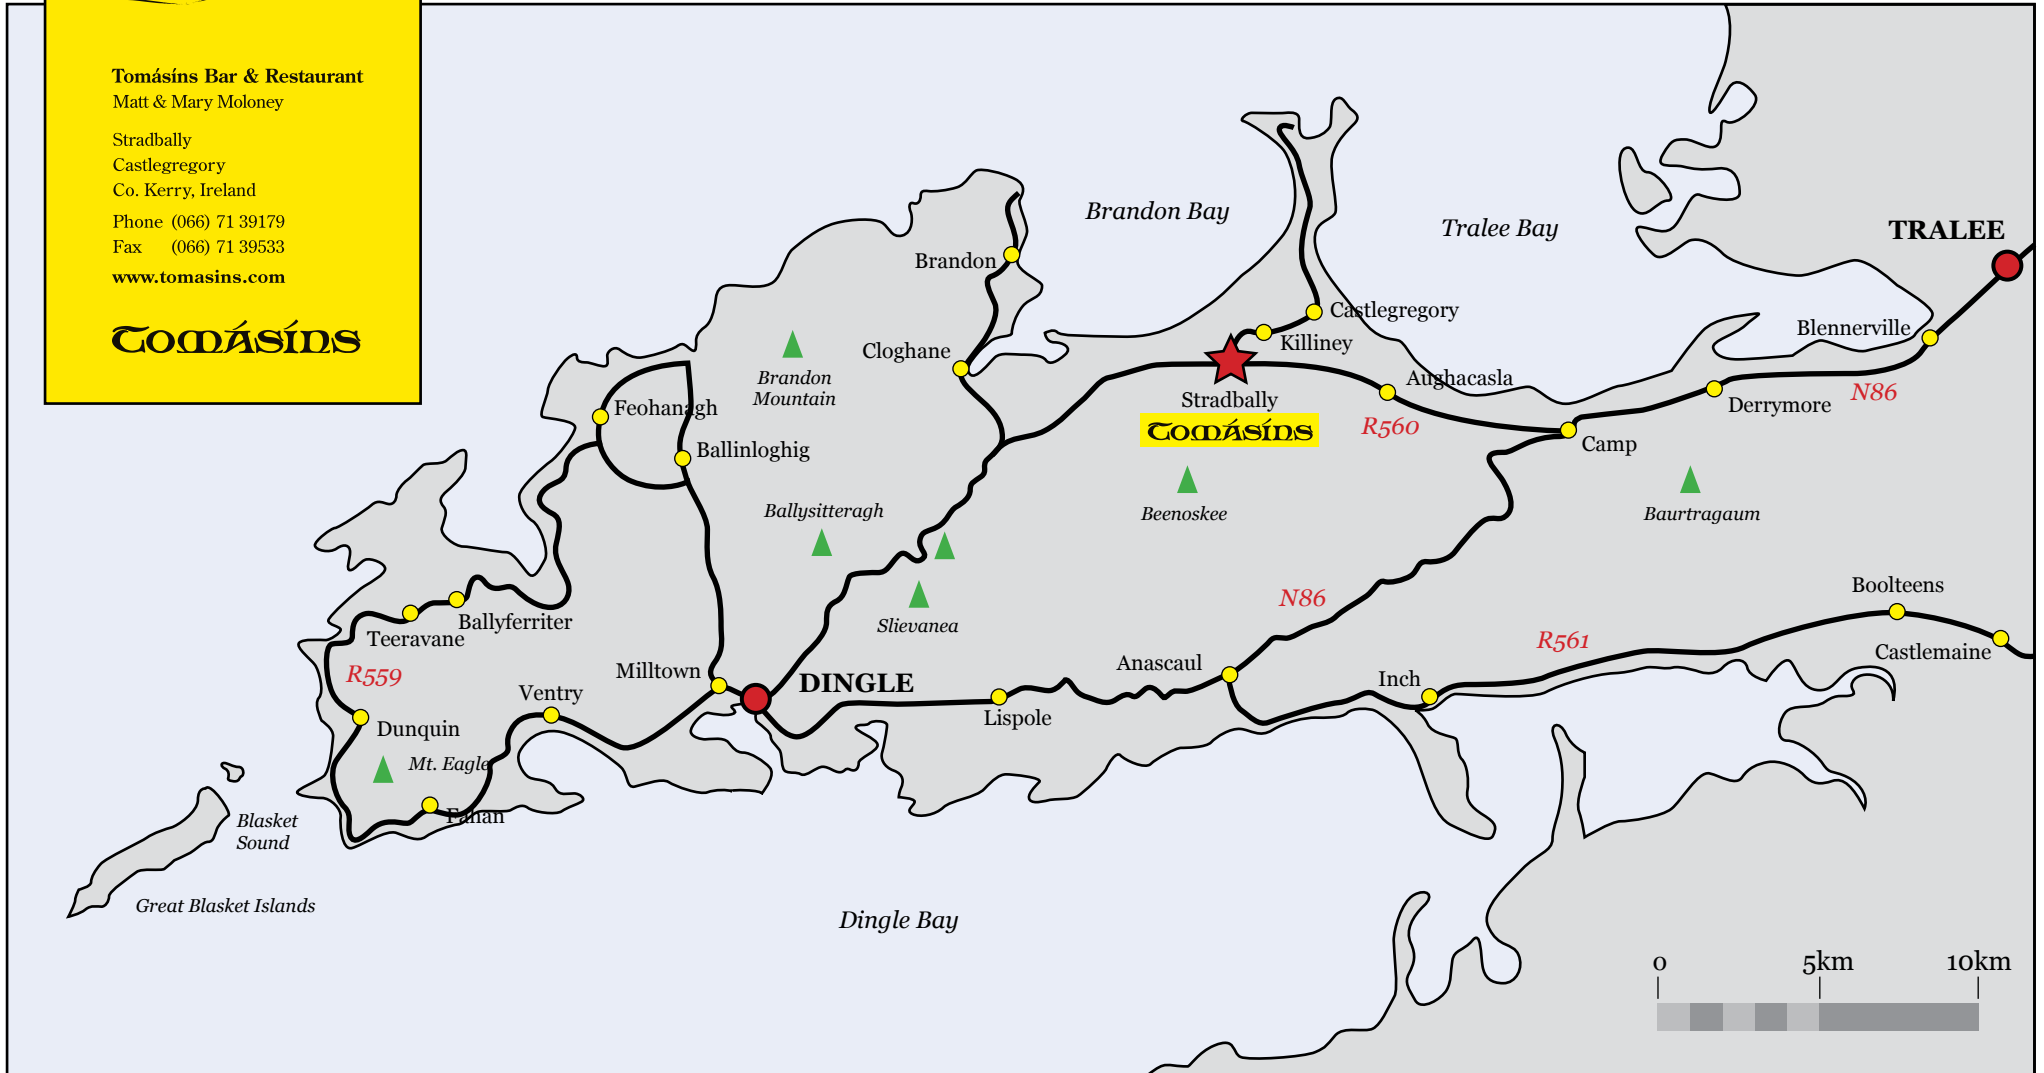 Tomásíns Bar & Restaurant
Matt & Mary Moloney
Stradbally
Castlegregory
Co. Kerry, Ireland
Phone (066) 71 39179
Fax (066) 71 39533
www.tomasins.com
Tomásíns
Brandon Bay
Tralee Bay
TRALEE
Brandon
Castlegregory
Blennerville
Killiney
Cloghane
Brandon
Mountain
Aughacasla
N86
Stradbally
Derrymore
Feohanagh
Tomásíns
R560
Camp
Ballinloghig
Ballysitteragh
Beenoskee
Baurtragaum
Boolteens
N86
Slievanea
Ballyferriter
Teeravane
R561
Castlemaine
Anascaul
Milltown
R559
Inch
DINGLE
Ventry
Lispole
Dunquin
Mt. Eagle
Fahan
Blasket
Sound
Great Blasket Islands
Dingle Bay
0 5km 10km